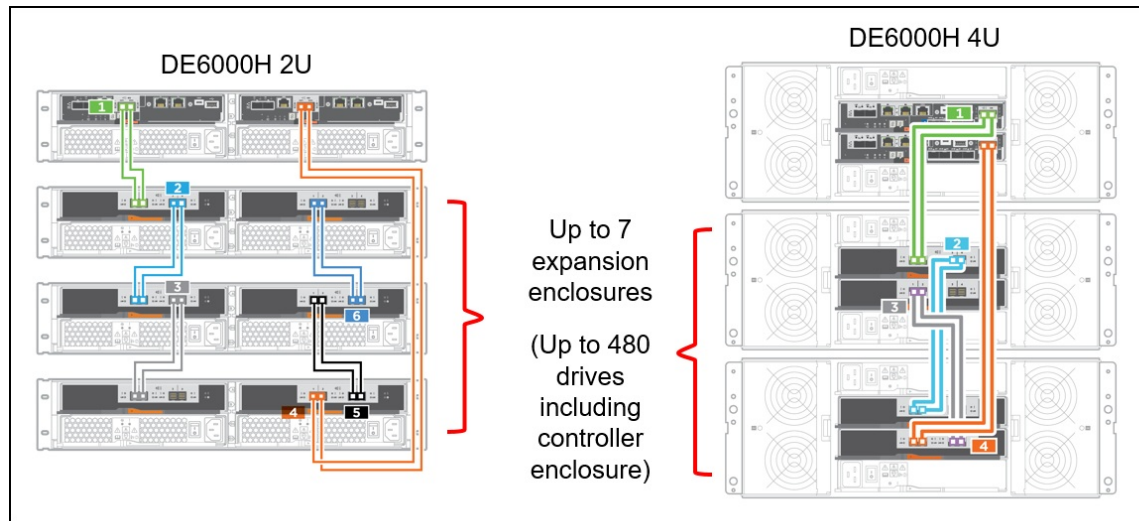 DE6000H 2U
1
2
3
6
4
5
Up to 7
expansion
enclosures
(Up to 480
drives
including
controller
enclosure)
DE6000H 4U
1
2
3
4